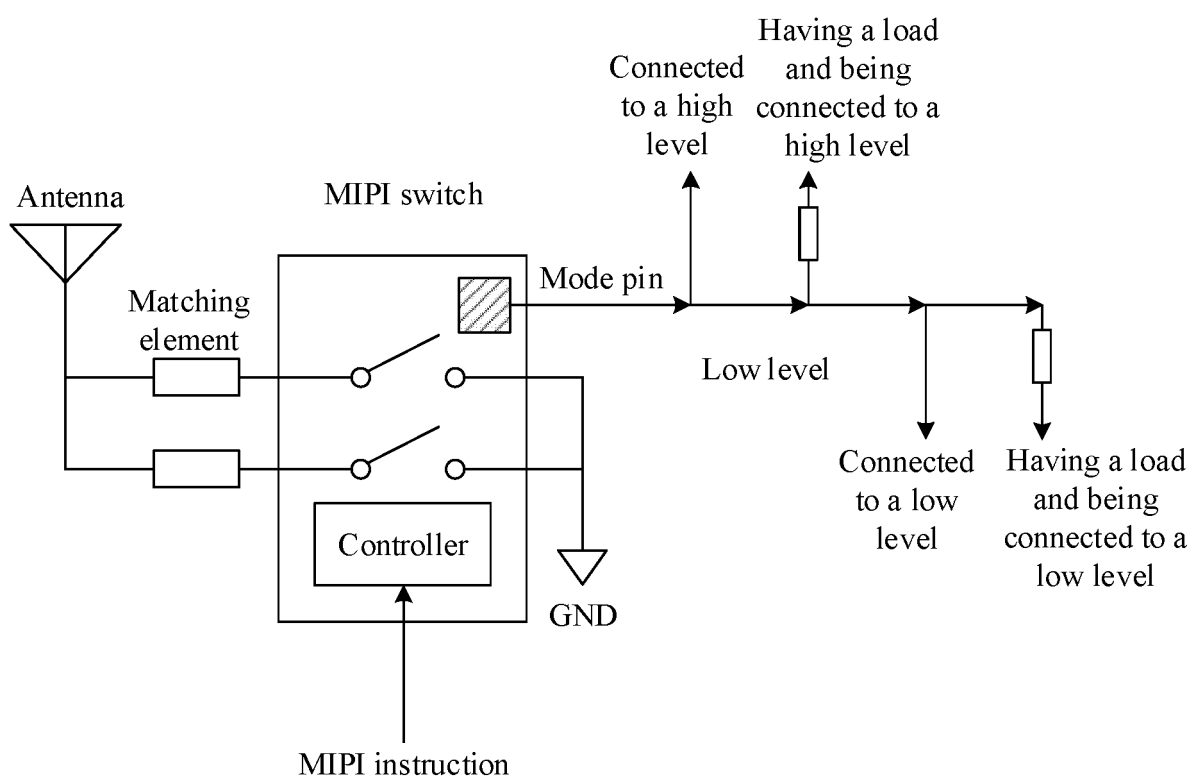 Having a load
and being
connected to a
high level
Connected
to a high
level
Antenna
MIPI switch
Mode pin
Matching
element
Low level
Connected
to a low
level
Having a load
and being
connected to a
low level
Controller
GND
MIPI instruction